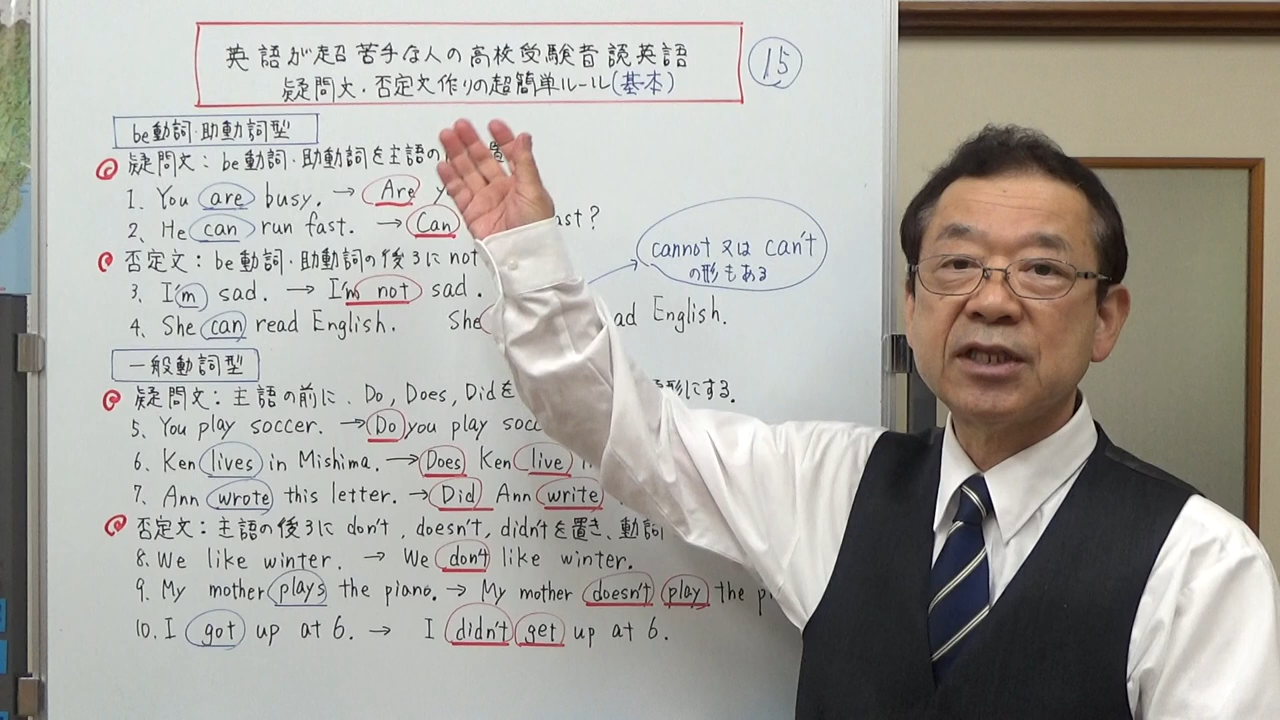 英語が超苦手な人の高校受験音読英語
疑問文・否定文作りの超簡単ルール(基本)
15
be動詞・助動詞型
疑問文：be動詞・助動詞を主語の
1. You are busy. → Are
2. He can run fast. → Can ast?
否定文：be動詞・助動詞の後ろにnot
3. I'm sad. → I'm not sad.
4. She can read English. She ad English.
cannot 又は can't
の形もある
一般動詞型
疑問文：主語の前に、Do, Does, Didを 形にする.
5. You play soccer. → Do you play socc
6. Ken lives in Mishima. → Does Ken live
7. Ann wrote this letter. → Did Ann write
否定文：主語の後ろに don't, doesn't, didn'tを置き、動詞
8. We like winter. → We don't like winter.
9. My mother plays the piano. → My mother doesn't play the p
10. I got up at 6. → I didn't get up at 6.